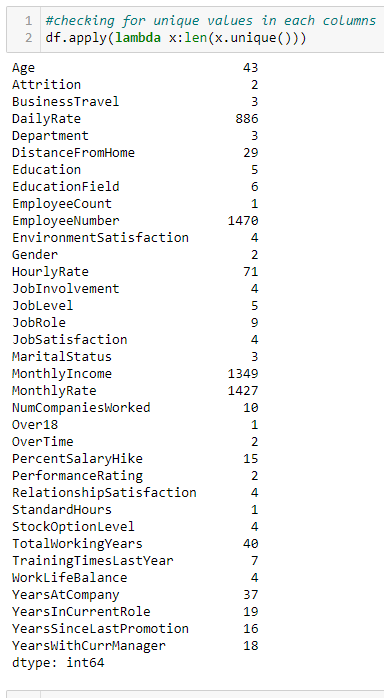 1 #checking for unique values in each columns
2 df.apply(lambda x:len(x.unique()))
Age 43
Attrition 2
BusinessTravel 3
DailyRate 886
Department 3
DistanceFromHome 29
Education 5
EducationField 6
EmployeeCount 1
EmployeeNumber 1470
EnvironmentSatisfaction 4
Gender 2
HourlyRate 71
JobInvolvement 4
JobLevel 5
JobRole 9
JobSatisfaction 4
MaritalStatus 3
MonthlyIncome 1349
MonthlyRate 1427
NumCompaniesWorked 10
Over18 1
OverTime 2
PercentSalaryHike 15
PerformanceRating 2
RelationshipSatisfaction 4
StandardHours 1
StockOptionLevel 4
TotalWorkingYears 40
TrainingTimesLastYear 7
WorkLifeBalance 4
YearsAtCompany 37
YearsInCurrentRole 19
YearsSinceLastPromotion 16
YearsWithCurrManager 18
dtype: int64